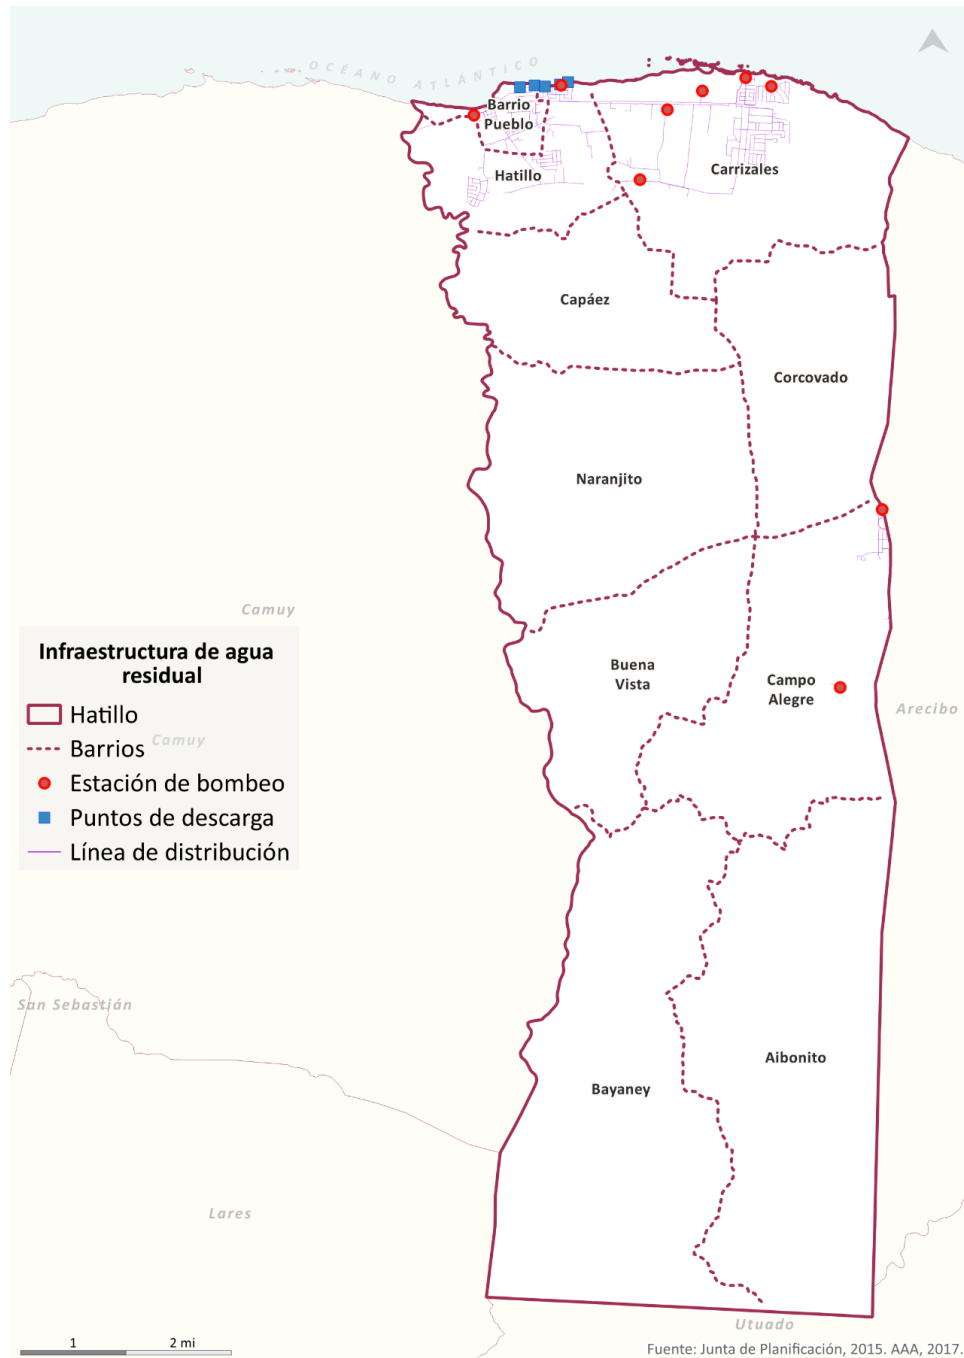 OCÉANO ATLÁNTICO
Barrio
Pueblo
Hatillo
Carrizales
Capáez
Corcovado
Naranjito
Camuy
Infraestructura de agua
residual
Hatillo
Barrios
Camuy
Estación de bombeo
Puntos de descarga
Línea de distribución
Buena
Vista
Campo
Alegre
Arecibo
San Sebastián
Aibonito
Bayaney
Lares
Utuado
1 2 mi
Fuente: Junta de Planificación, 2015. AAA, 2017.